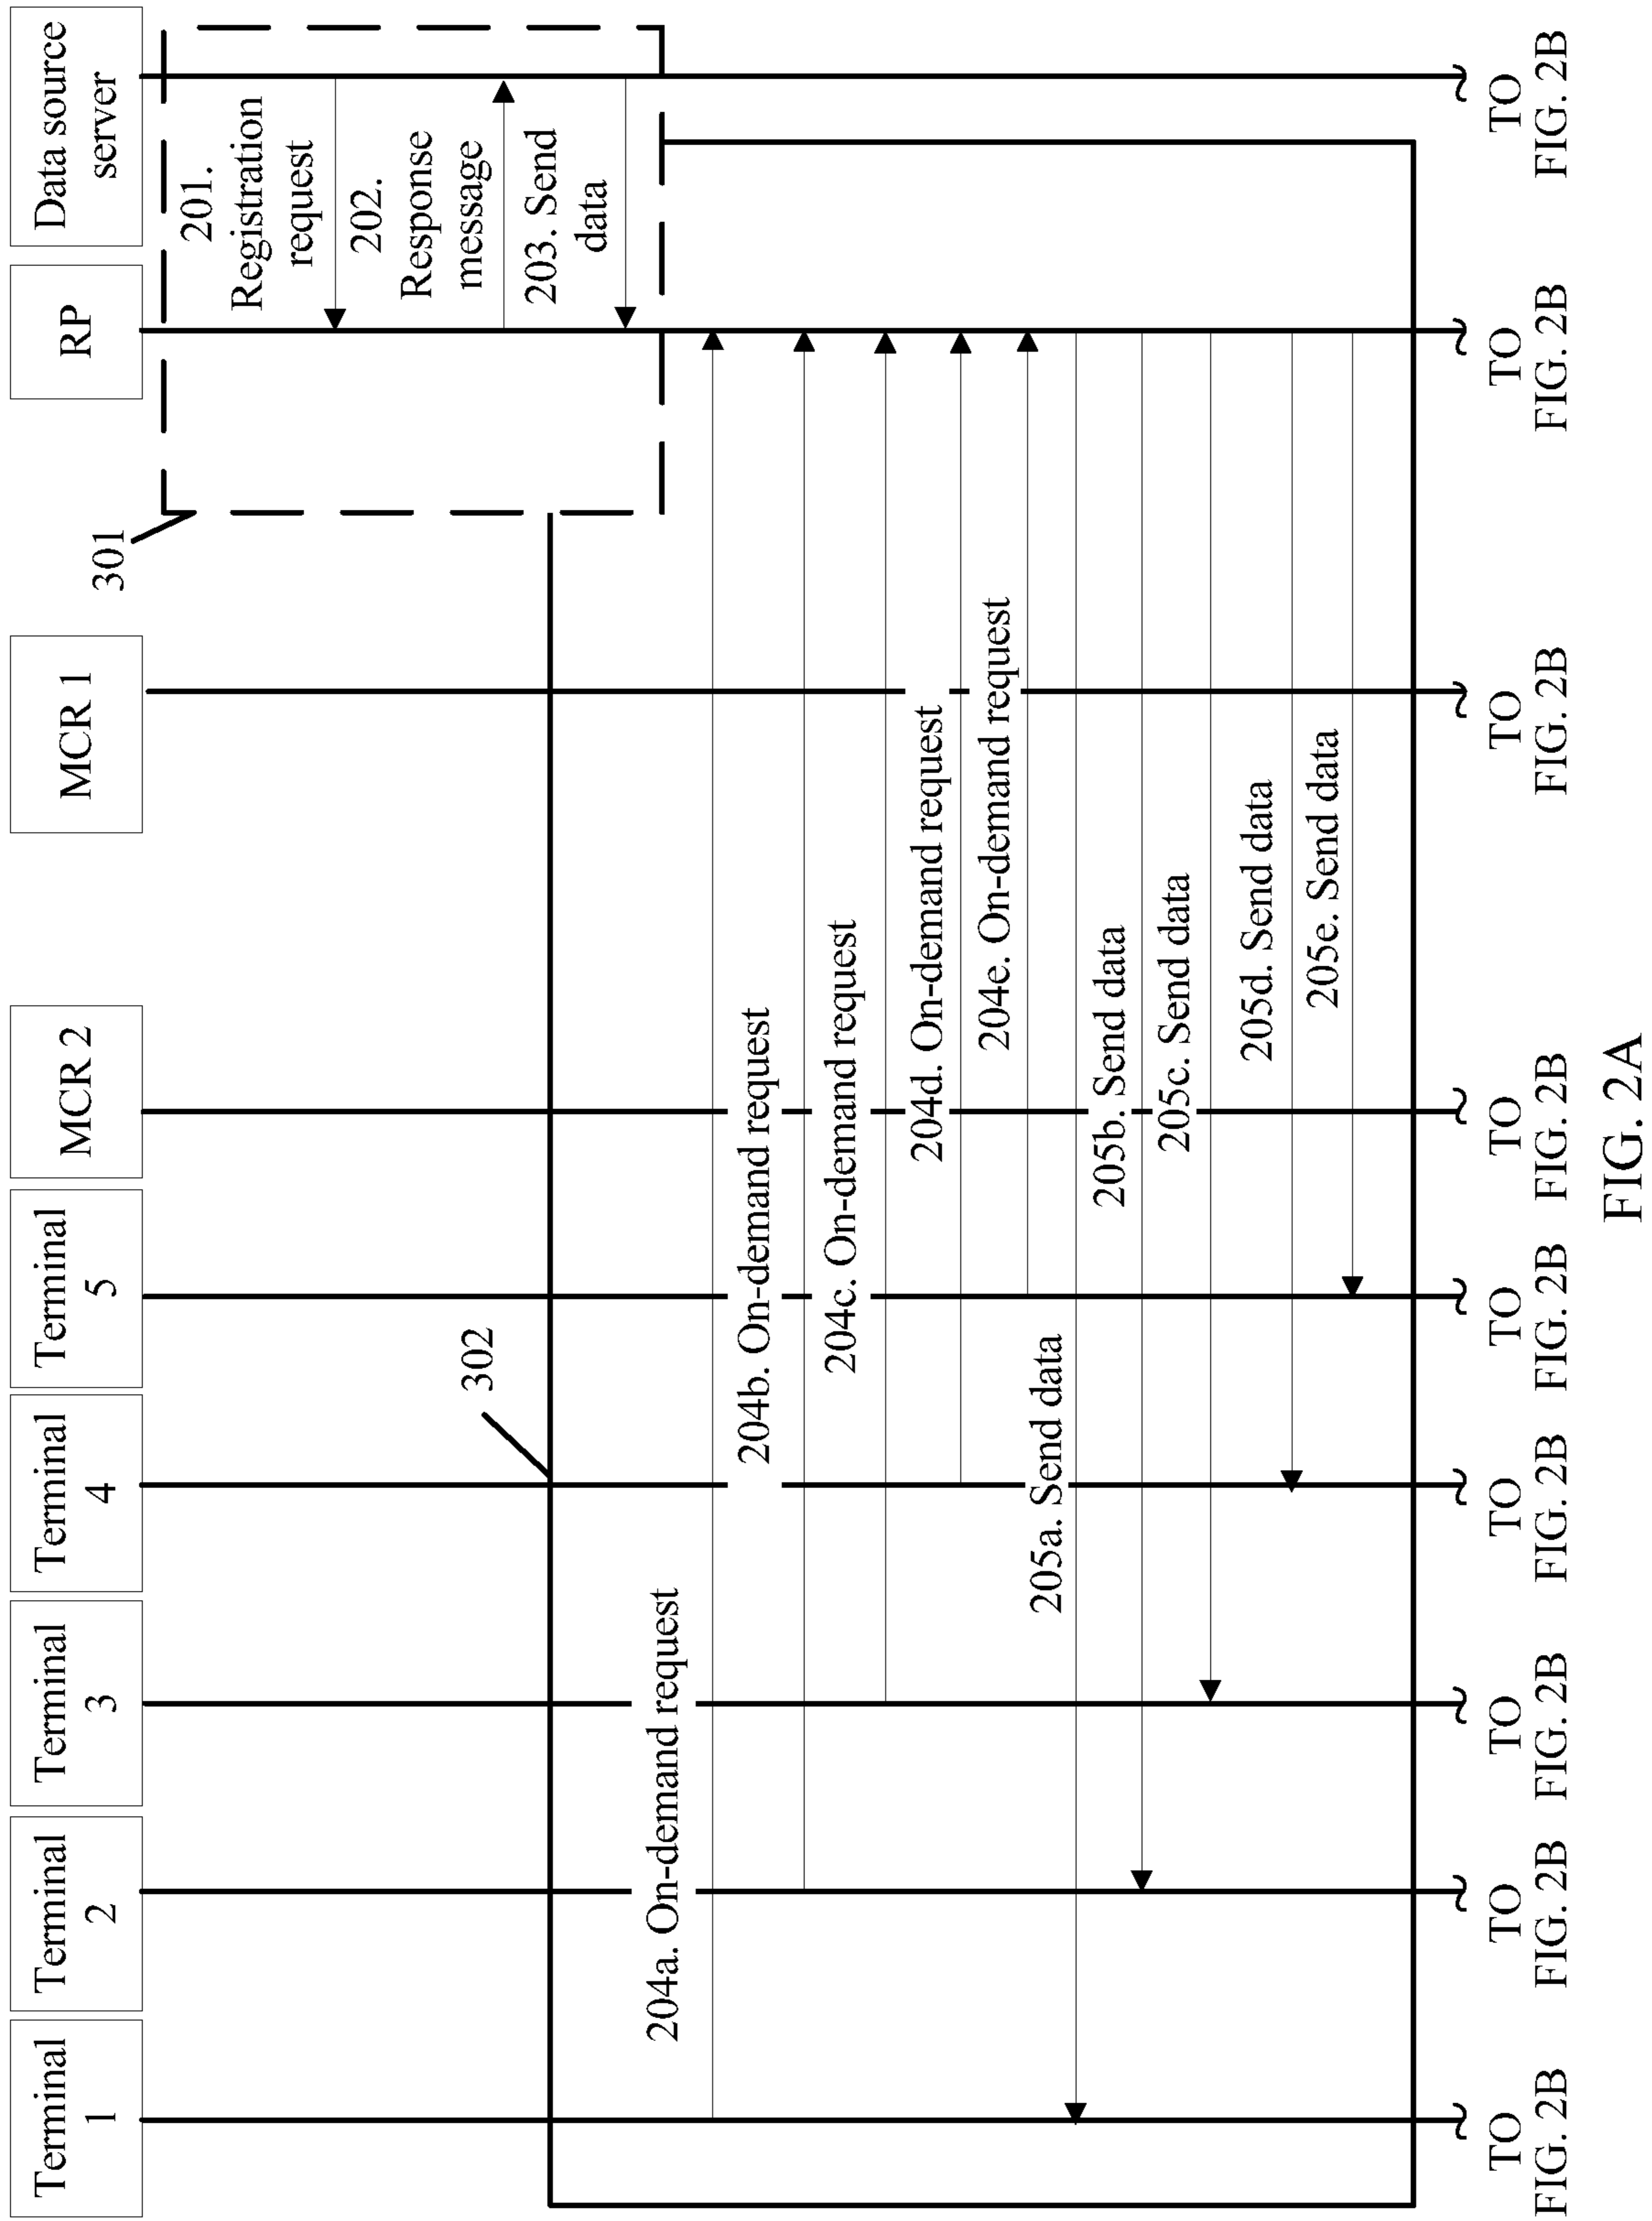 Terminal
1
Terminal
2
Terminal
3
Terminal
4
Terminal
5
MCR 2
MCR 1
RP
Data source
server
301
201.
Registration
request
202.
Response
message
203. Send
data
302
204a. On-demand request
204b. On-demand request
204c. On-demand request
204d. On-demand request
204e. On-demand request
205a. Send data
205b. Send data
205c. Send data
205d. Send data
205e. Send data
TO
FIG. 2B
TO
FIG. 2B
TO
FIG. 2B
TO
FIG. 2B
TO
FIG. 2B
TO
FIG. 2B
TO
FIG. 2B
TO
FIG. 2B
TO
FIG. 2B
FIG. 2A